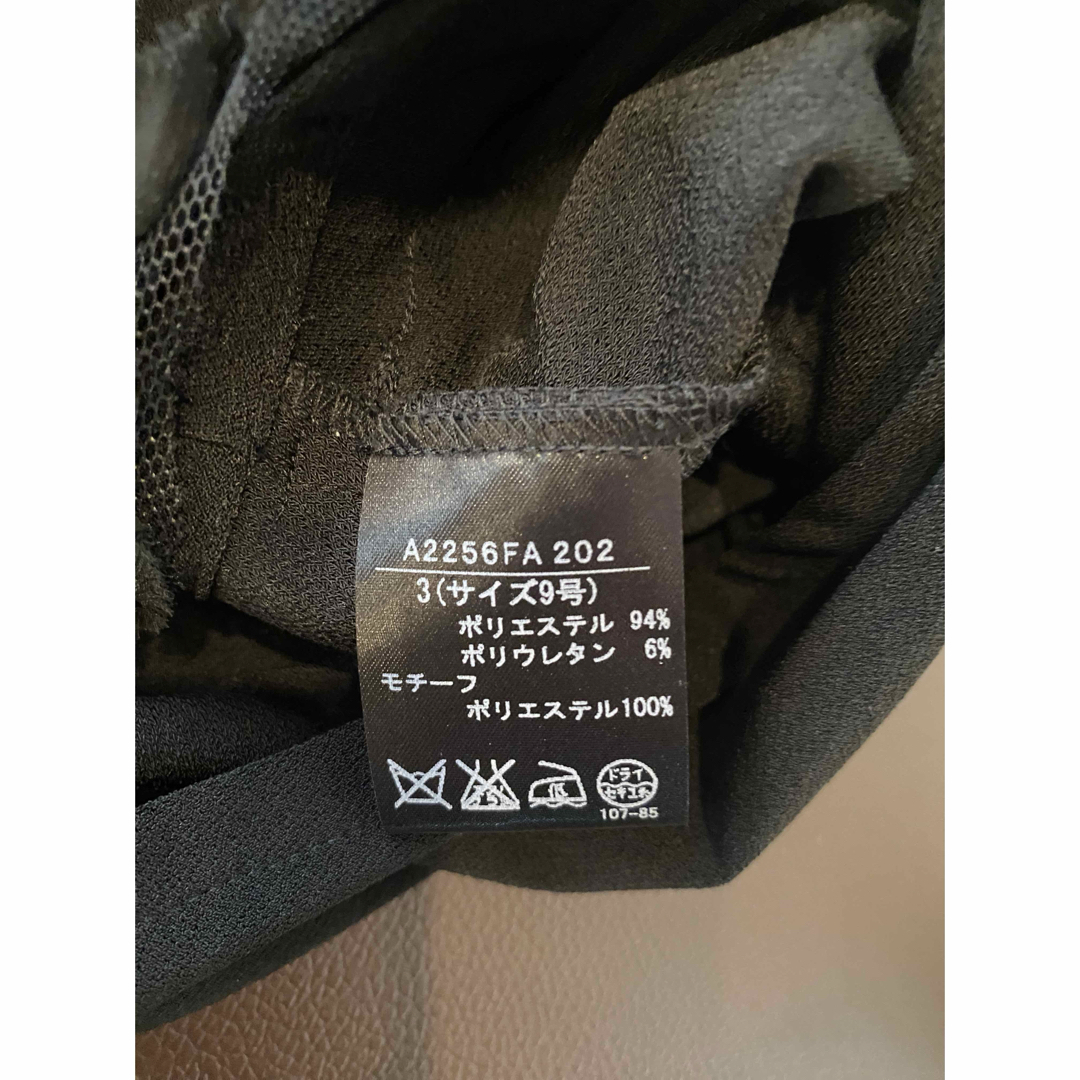 A2256FA 202
3(サイズ9号)
ポリエステル 94%
ポリウレタン 6%
モチーフ
ポリエステル100%
低
ドライ
セキユ系
107-85